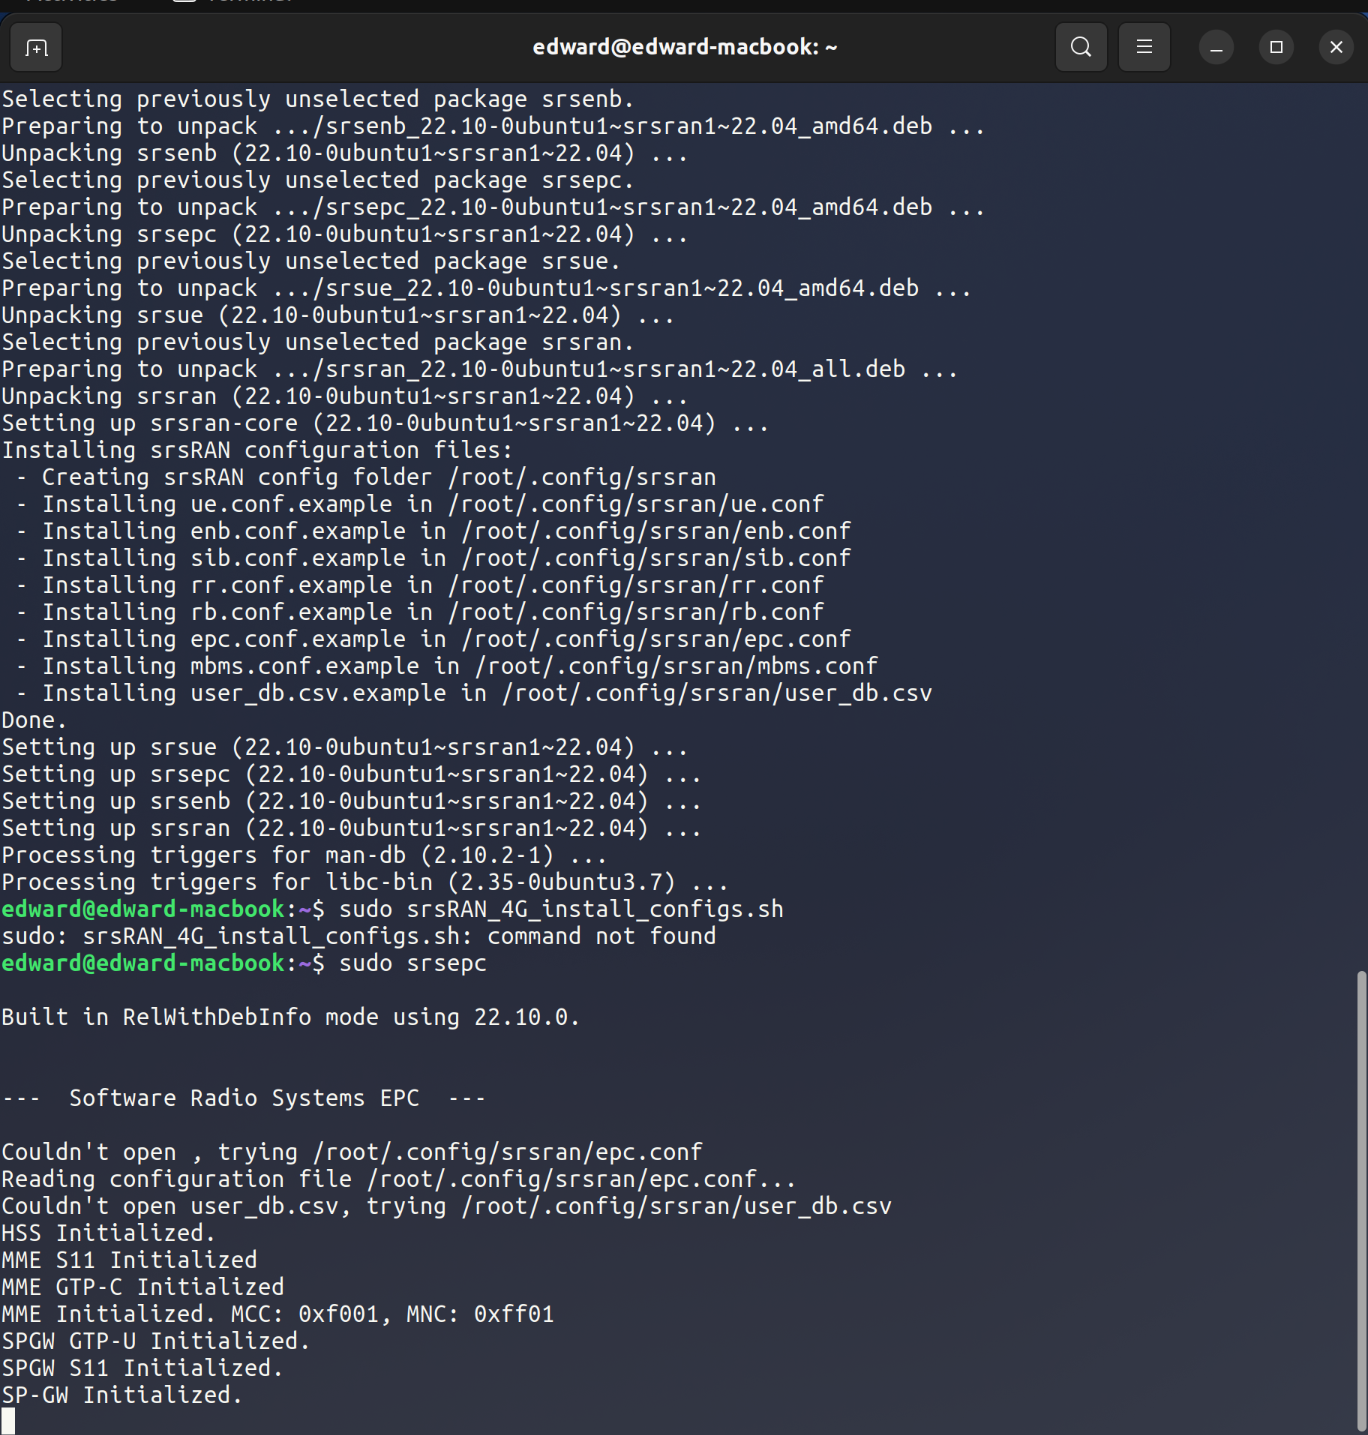 edward@edward-macbook: ~
Selecting previously unselected package srsenb.
Preparing to unpack .../srsenb_22.10-0ubuntu1~srsran1~22.04_amd64.deb ...
Unpacking srsenb (22.10-0ubuntu1~srsran1~22.04) ...
Selecting previously unselected package srsepc.
Preparing to unpack .../srsepc_22.10-0ubuntu1~srsran1~22.04_amd64.deb ...
Unpacking srsepc (22.10-0ubuntu1~srsran1~22.04) ...
Selecting previously unselected package srsue.
Preparing to unpack .../srsue_22.10-0ubuntu1~srsran1~22.04_amd64.deb ...
Unpacking srsue (22.10-0ubuntu1~srsran1~22.04) ...
Selecting previously unselected package srsran.
Preparing to unpack .../srsran_22.10-0ubuntu1~srsran1~22.04_all.deb ...
Unpacking srsran (22.10-0ubuntu1~srsran1~22.04) ...
Setting up srsran-core (22.10-0ubuntu1~srsran1~22.04) ...
Installing srsRAN configuration files:
 - Creating srsRAN config folder /root/.config/srsran
 - Installing ue.conf.example in /root/.config/srsran/ue.conf
 - Installing enb.conf.example in /root/.config/srsran/enb.conf
 - Installing sib.conf.example in /root/.config/srsran/sib.conf
 - Installing rr.conf.example in /root/.config/srsran/rr.conf
 - Installing rb.conf.example in /root/.config/srsran/rb.conf
 - Installing epc.conf.example in /root/.config/srsran/epc.conf
 - Installing mbms.conf.example in /root/.config/srsran/mbms.conf
 - Installing user_db.csv.example in /root/.config/srsran/user_db.csv
Done.
Setting up srsue (22.10-0ubuntu1~srsran1~22.04) ...
Setting up srsepc (22.10-0ubuntu1~srsran1~22.04) ...
Setting up srsenb (22.10-0ubuntu1~srsran1~22.04) ...
Setting up srsran (22.10-0ubuntu1~srsran1~22.04) ...
Processing triggers for man-db (2.10.2-1) ...
Processing triggers for libc-bin (2.35-0ubuntu3.7) ...
edward@edward-macbook:~$ sudo srsRAN_4G_install_configs.sh
sudo: srsRAN_4G_install_configs.sh: command not found
edward@edward-macbook:~$ sudo srsepc
Built in RelWithDebInfo mode using 22.10.0.
---  Software Radio Systems EPC  ---
Couldn't open , trying /root/.config/srsran/epc.conf
Reading configuration file /root/.config/srsran/epc.conf...
Couldn't open user_db.csv, trying /root/.config/srsran/user_db.csv
HSS Initialized.
MME S11 Initialized
MME GTP-C Initialized
MME Initialized. MCC: 0xf001, MNC: 0xff01
SPGW GTP-U Initialized.
SPGW S11 Initialized.
SP-GW Initialized.